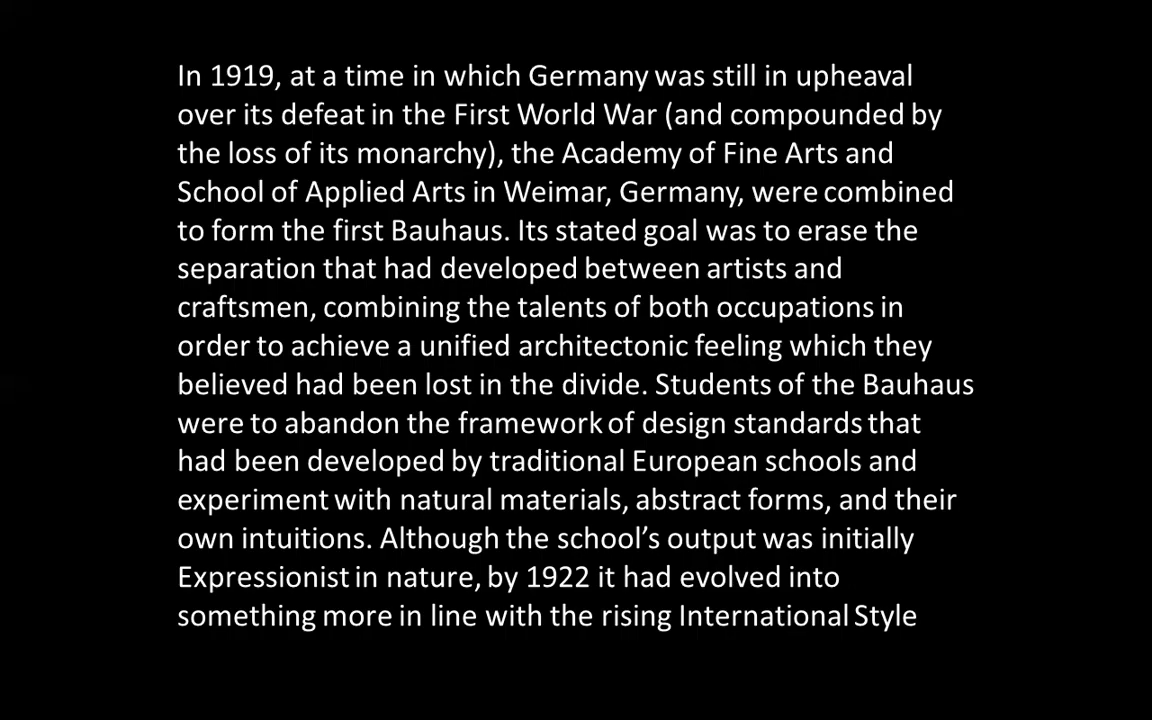 In 1919, at a time in which Germany was still in upheaval
over its defeat in the First World War (and compounded by
the loss of its monarchy), the Academy of Fine Arts and
School of Applied Arts in Weimar, Germany, were combined
to form the first Bauhaus. Its stated goal was to erase the
separation that had developed between artists and
craftsmen, combining the talents of both occupations in
order to achieve a unified architectonic feeling which they
believed had been lost in the divide. Students of the Bauhaus
were to abandon the framework of design standards that
had been developed by traditional European schools and
experiment with natural materials, abstract forms, and their
own intuitions. Although the school’s output was initially
Expressionist in nature, by 1922 it had evolved into
something more in line with the rising International Style